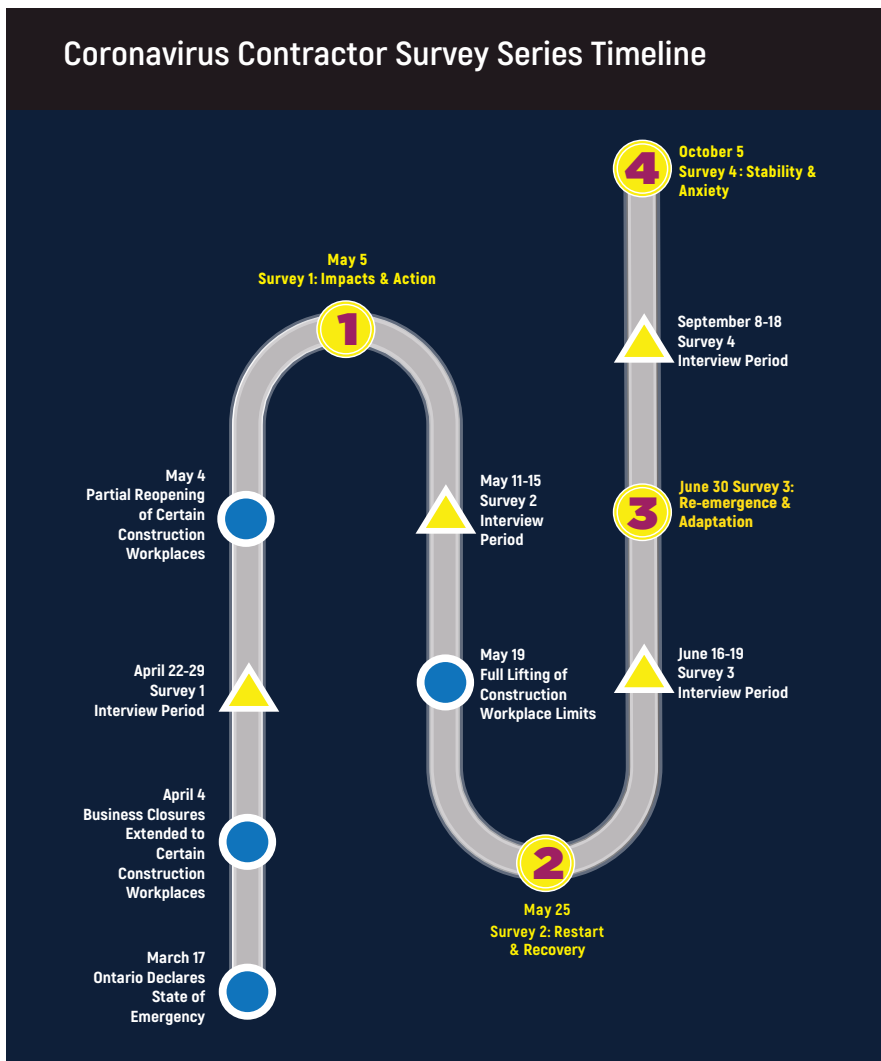 Coronavirus Contractor Survey Series Timeline
October 5
Survey 4: Stability &
Anxiety
4
May 5
Survey 1: Impacts & Action
1
September 8-18
Survey 4
Interview Period
May 4
Partial Reopening
of Certain
Construction
Workplaces
May 11-15
Survey 2
Interview
Period
June 30 Survey 3:
Re-emergence &
Adaptation
3
April 22-29
Survey 1
Interview Period
May 19
Full Lifting of
Construction
Workplace Limits
June 16-19
Survey 3
Interview Period
April 4
Business Closures
Extended to
Certain
Construction
Workplaces
2
May 25
Survey 2: Restart
& Recovery
March 17
Ontario Declares
State of
Emergency